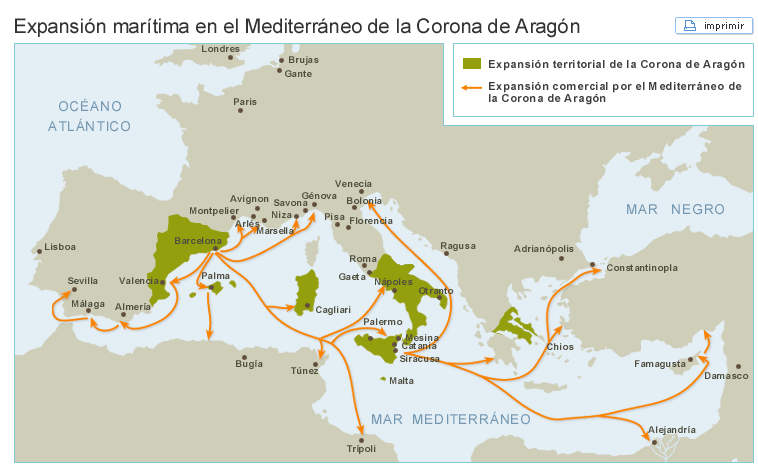 Expansión marítima en el Mediterráneo de la Corona de Aragón
imprimir
Expansión territorial de la Corona de Aragón
Expansión comercial por el Mediterráneo de
la Corona de Aragón
Londres
Brujas
Gante
OCÉANO
ATLÁNTICO
París
Venecia
Avignon
Savona
Génova
Bolonia
Montpelier
Arlés
Niza
Pisa
Florencia
Marsella
MAR NEGRO
Lisboa
Barcelona
Ragusa
Adrianópolis
Roma
Constantinopla
Sevilla
Valencia
Palma
Gaeta
Nápoles
Otranto
Málaga
Almería
Cagliari
Palermo
Mesina
Catania
Chios
Siracusa
Bugía
Túnez
Famagusta
Damasco
Malta
MAR MEDITERRÁNEO
Alejandría
Trípoli